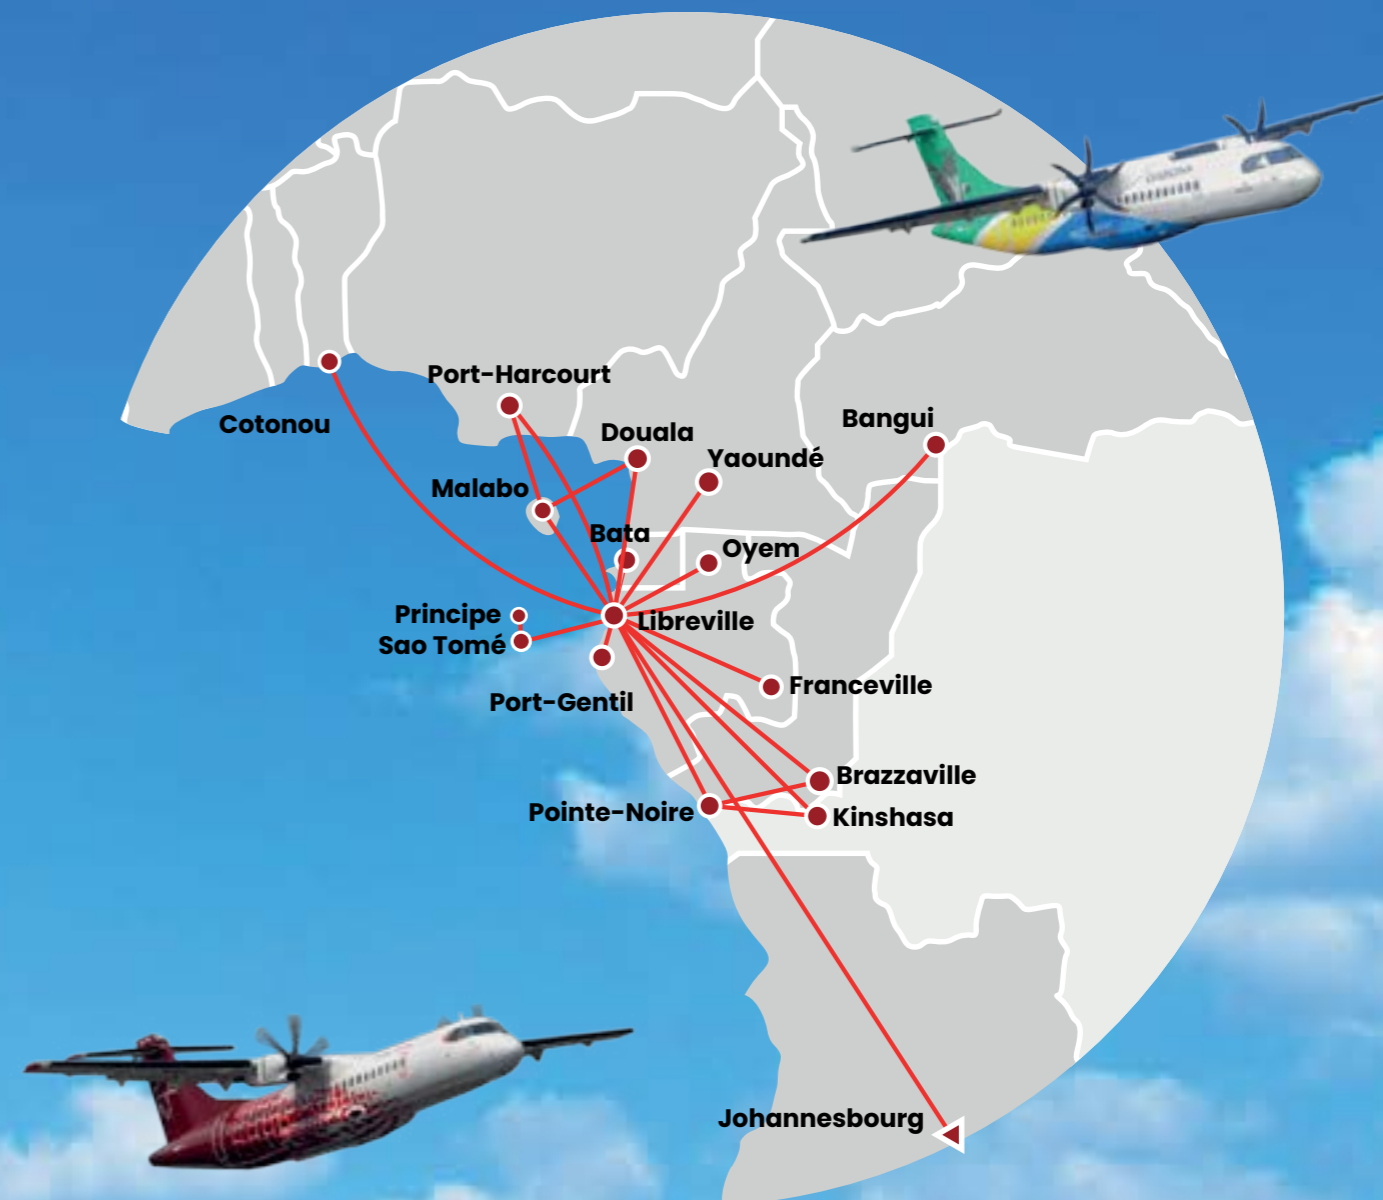 Port-Harcourt
Cotonou
Douala
Bangui
Yaoundé
Malabo
Bata
Oyem
Principe
Libreville
Sao Tomé
Franceville
Port-Gentil
Brazzaville
Pointe-Noire
Kinshasa
Johannesbourg